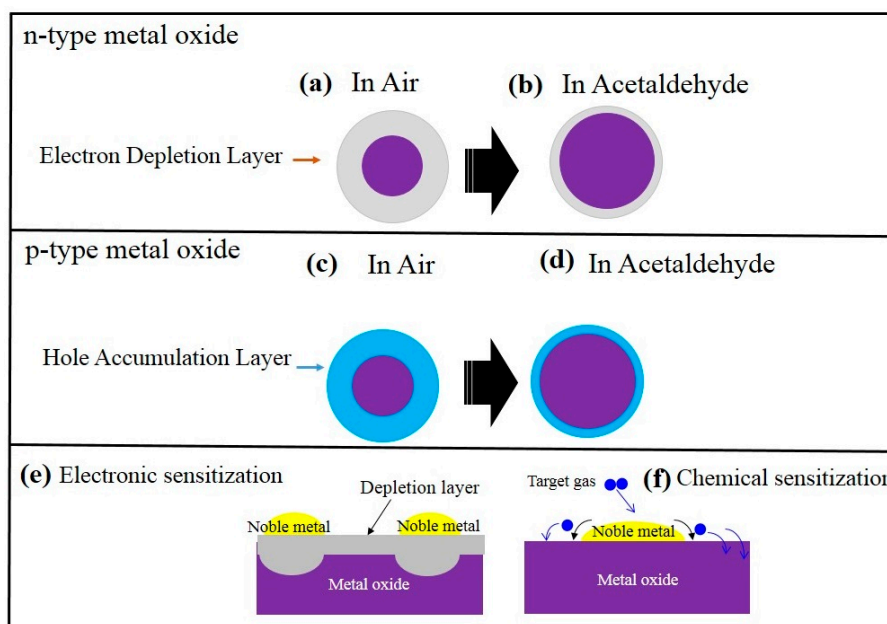 n-type metal oxide
(a) In Air
(b) In Acetaldehyde
Electron Depletion Layer
p-type metal oxide
(c) In Air
(d) In Acetaldehyde
Hole Accumulation Layer
(e) Electronic sensitization
Depletion layer
Noble metal
Noble metal
Metal oxide
(f) Chemical sensitization
Target gas
Noble metal
Metal oxide